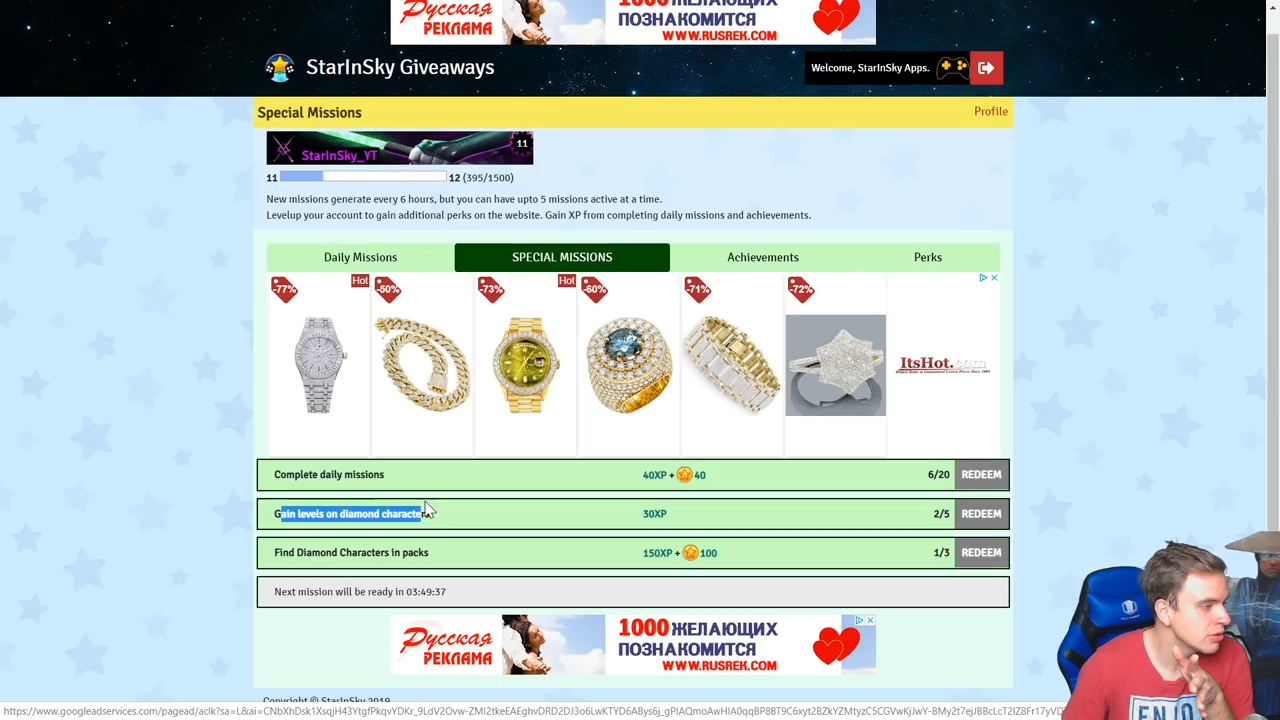 Русская
РЕКЛАМА
1000 ЖЕЛАЮЩИХ
ПОЗНАКОМИТСЯ
WWW.RUSREK.COM
StarInSky Giveaways
Welcome, StarInSky Apps.
Special Missions
Profile
StarInSky_YT
11
11 12 (395/1500)
New missions generate every 6 hours, but you can have upto 5 missions active at a time.
Levelup your account to gain additional perks on the website. Gain XP from completing daily missions and achievements.
Daily Missions SPECIAL MISSIONS Achievements Perks
-77% Hot -50% -73% Hot -60% -71% -72%
ItsHot.com
Complete daily missions 40XP + 40 6/20 REDEEM
Gain levels on diamond character 30XP 2/5 REDEEM
Find Diamond Characters in packs 150XP + 100 1/3 REDEEM
Next mission will be ready in 03:49:37
Русская
РЕКЛАМА
1000 ЖЕЛАЮЩИХ
ПОЗНАКОМИТСЯ
WWW.RUSREK.COM
Copyright © StarInSky 2019
ENJO